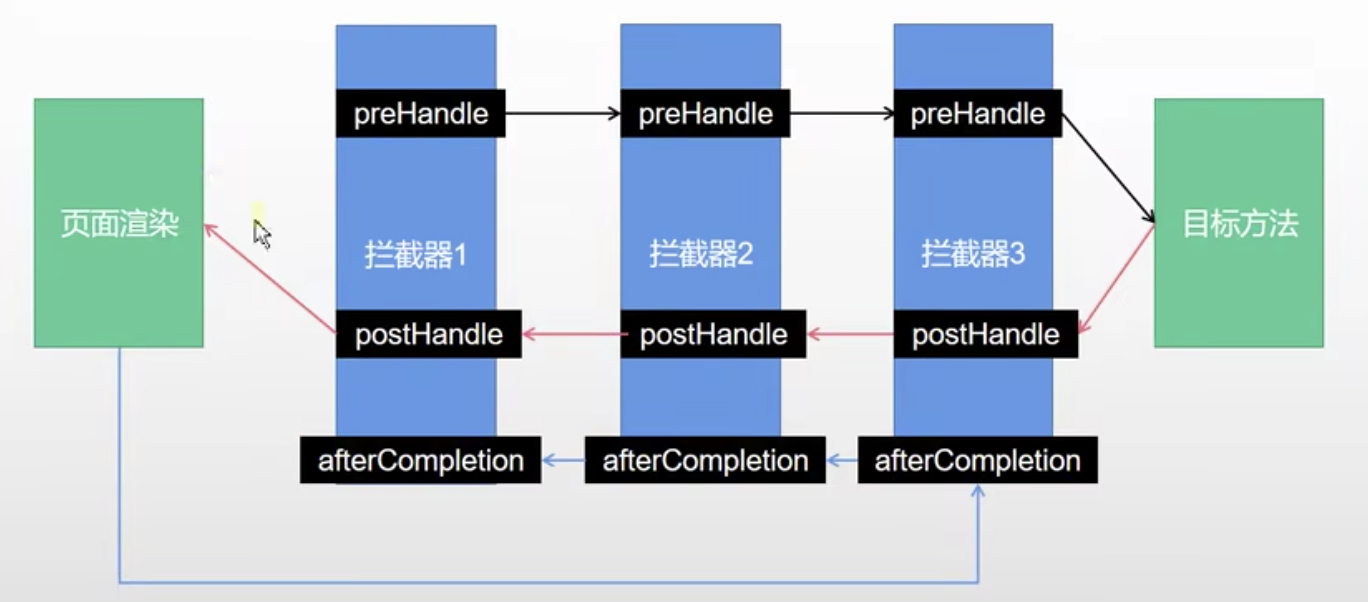 preHandle
preHandle
preHandle
页面渲染
目标方法
拦截器1
拦截器2
拦截器3
postHandle
postHandle
postHandle
afterCompletion
afterCompletion
afterCompletion